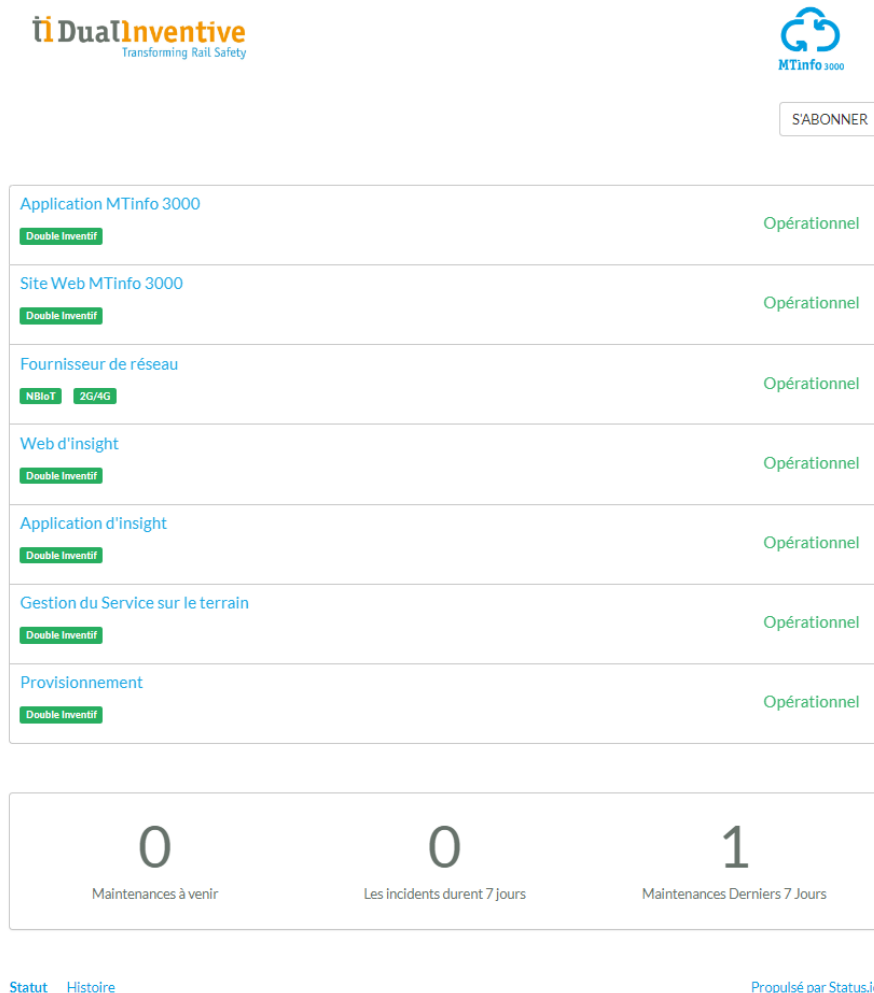 DualInventive
Transforming Rail Safety
MTinfo 3000
S'ABONNER
Application MTinfo 3000
Double Inventif
Opérationnel
Site Web MTinfo 3000
Double Inventif
Opérationnel
Fournisseur de réseau
NBIoT 2G/4G
Opérationnel
Web d'insight
Double Inventif
Opérationnel
Application d'insight
Double Inventif
Opérationnel
Gestion du Service sur le terrain
Double Inventif
Opérationnel
Provisionnement
Double Inventif
Opérationnel
0 0 1
Maintenances à venir Les incidents durent 7 jours Maintenances Derniers 7 Jours
Statut Histoire Propulsé par Status.io